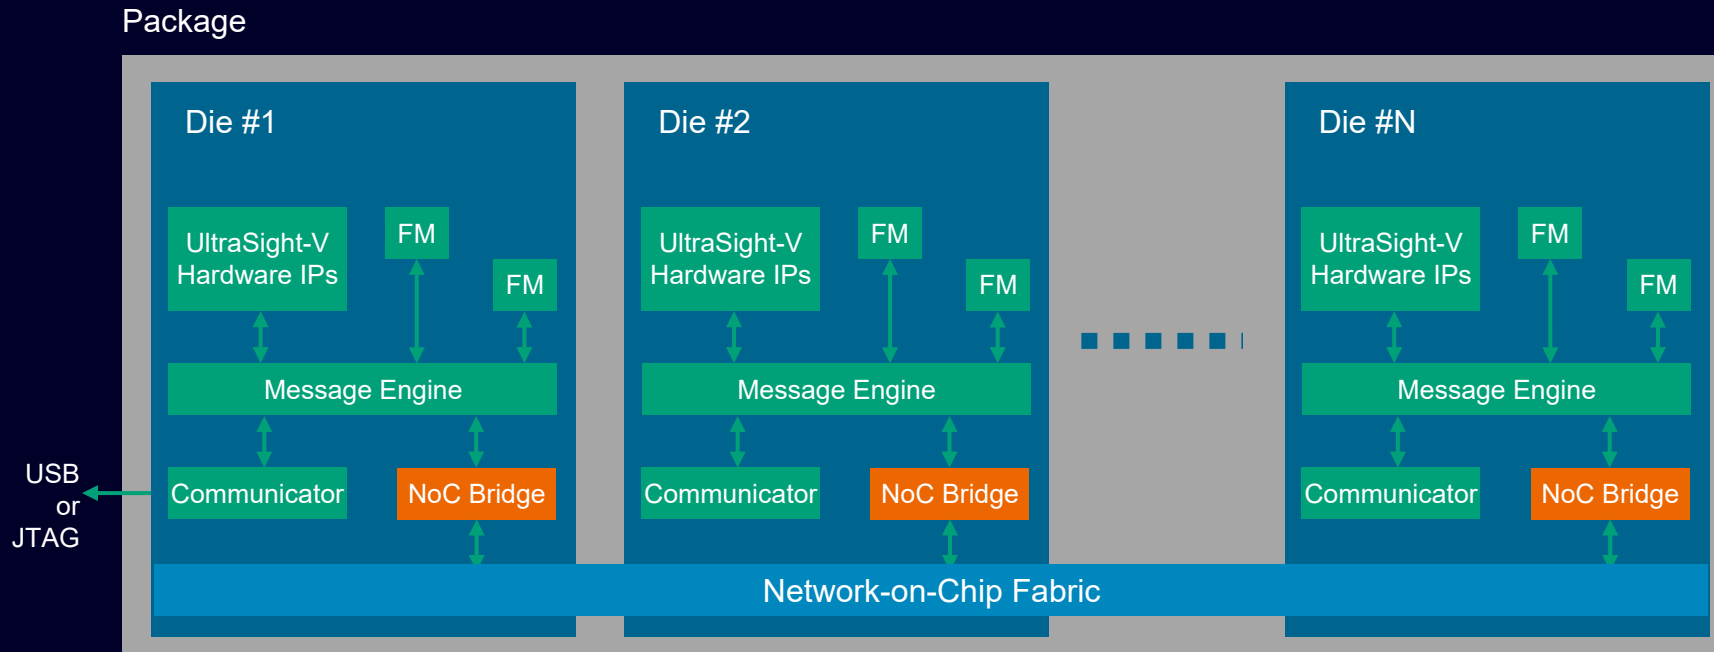 Package
Die #1
UltraSight-V
Hardware IPs
FM
FM
Message Engine
Communicator
NoC Bridge
USB
or
JTAG
Die #2
UltraSight-V
Hardware IPs
FM
FM
Message Engine
Communicator
NoC Bridge
Die #N
UltraSight-V
Hardware IPs
FM
FM
Message Engine
Communicator
NoC Bridge
Network-on-Chip Fabric